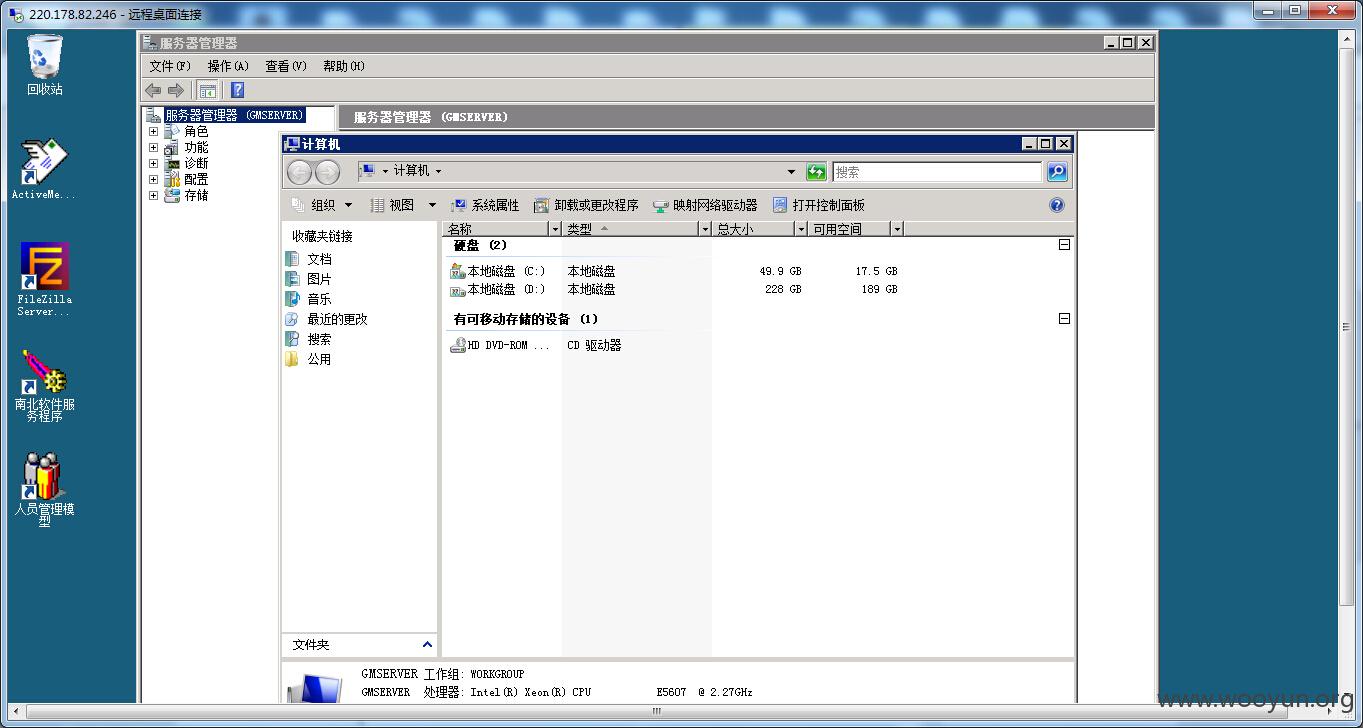 220.178.82.246 - 远程桌面连接
回收站
ActiveMe...
FileZilla
Server...
南北软件服
务程序
人员管理模
型
服务器管理器
文件(F) 操作(A) 查看(V) 帮助(H)
服务器管理器 (GMSERVER)
角色
功能
诊断
配置
存储
服务器管理器 (GMSERVER)
计算机
计算机
搜索
组织 视图 系统属性 卸载或更改程序 映射网络驱动器 打开控制面板
收藏夹链接
文档
图片
音乐
最近的更改
搜索
公用
文件夹
名称 类型 总大小 可用空间
硬盘 (2)
本地磁盘 (C:) 本地磁盘 49.9 GB 17.5 GB
本地磁盘 (D:) 本地磁盘 228 GB 189 GB
有可移动存储的设备 (1)
HD DVD-ROM ... CD 驱动器
GMSERVER 工作组: WORKGROUP
GMSERVER 处理器: Intel(R) Xeon(R) CPU E5607 @ 2.27GHz
www.wooyun.org